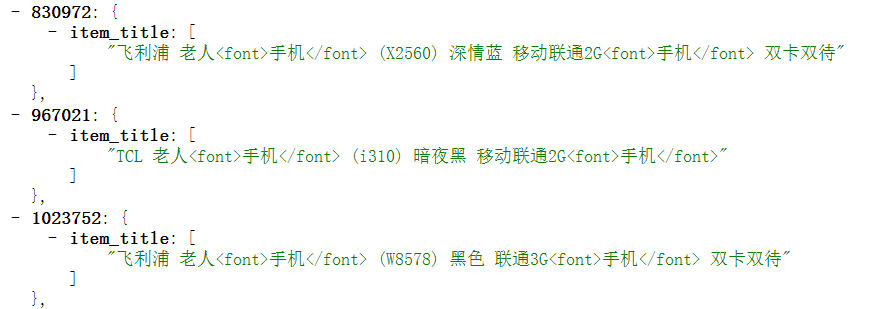 - 830972: {
- item_title: [
"飞利浦 老人<font>手机</font> (X2560) 深情蓝 移动联通2G<font>手机</font> 双卡双待"
]
},
- 967021: {
- item_title: [
"TCL 老人<font>手机</font> (i310) 暗夜黑 移动联通2G<font>手机</font>"
]
},
- 1023752: {
- item_title: [
"飞利浦 老人<font>手机</font> (W8578) 黑色 联通3G<font>手机</font> 双卡双待"
]
},